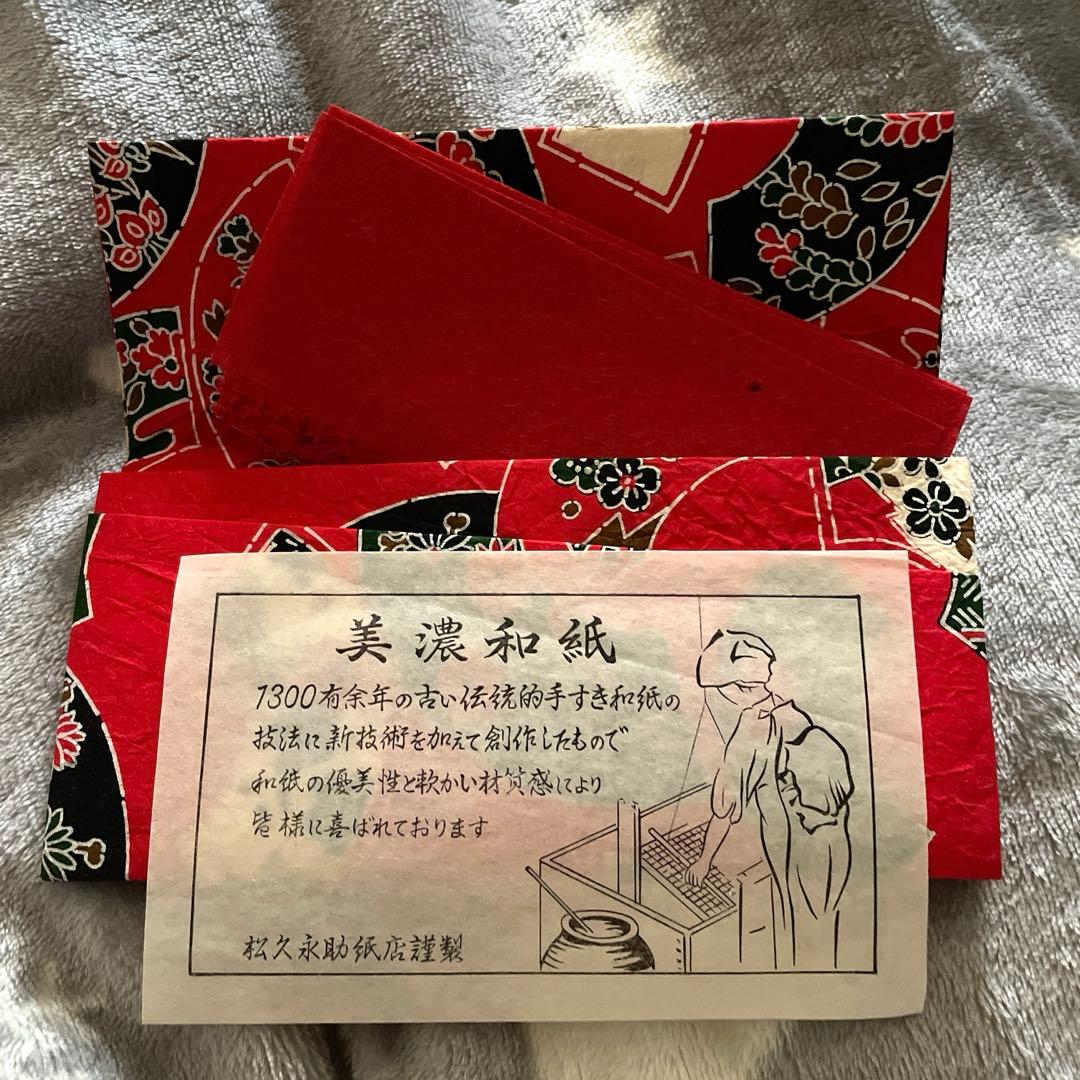 美濃和紙
1300有余年の古い伝統的手すき和紙の
技法に新技術を加えて創作したもので
和紙の優美性と軟かい材質感により
皆様に喜ばれております
松久永助紙店謹製